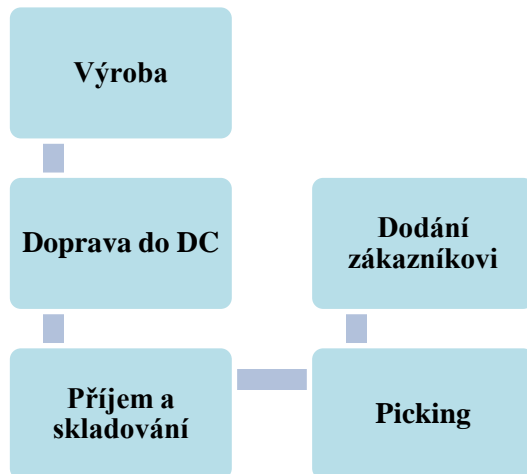 Výroba
Doprava do DC
Příjem a
skladování
Picking
Dodání
zákazníkovi